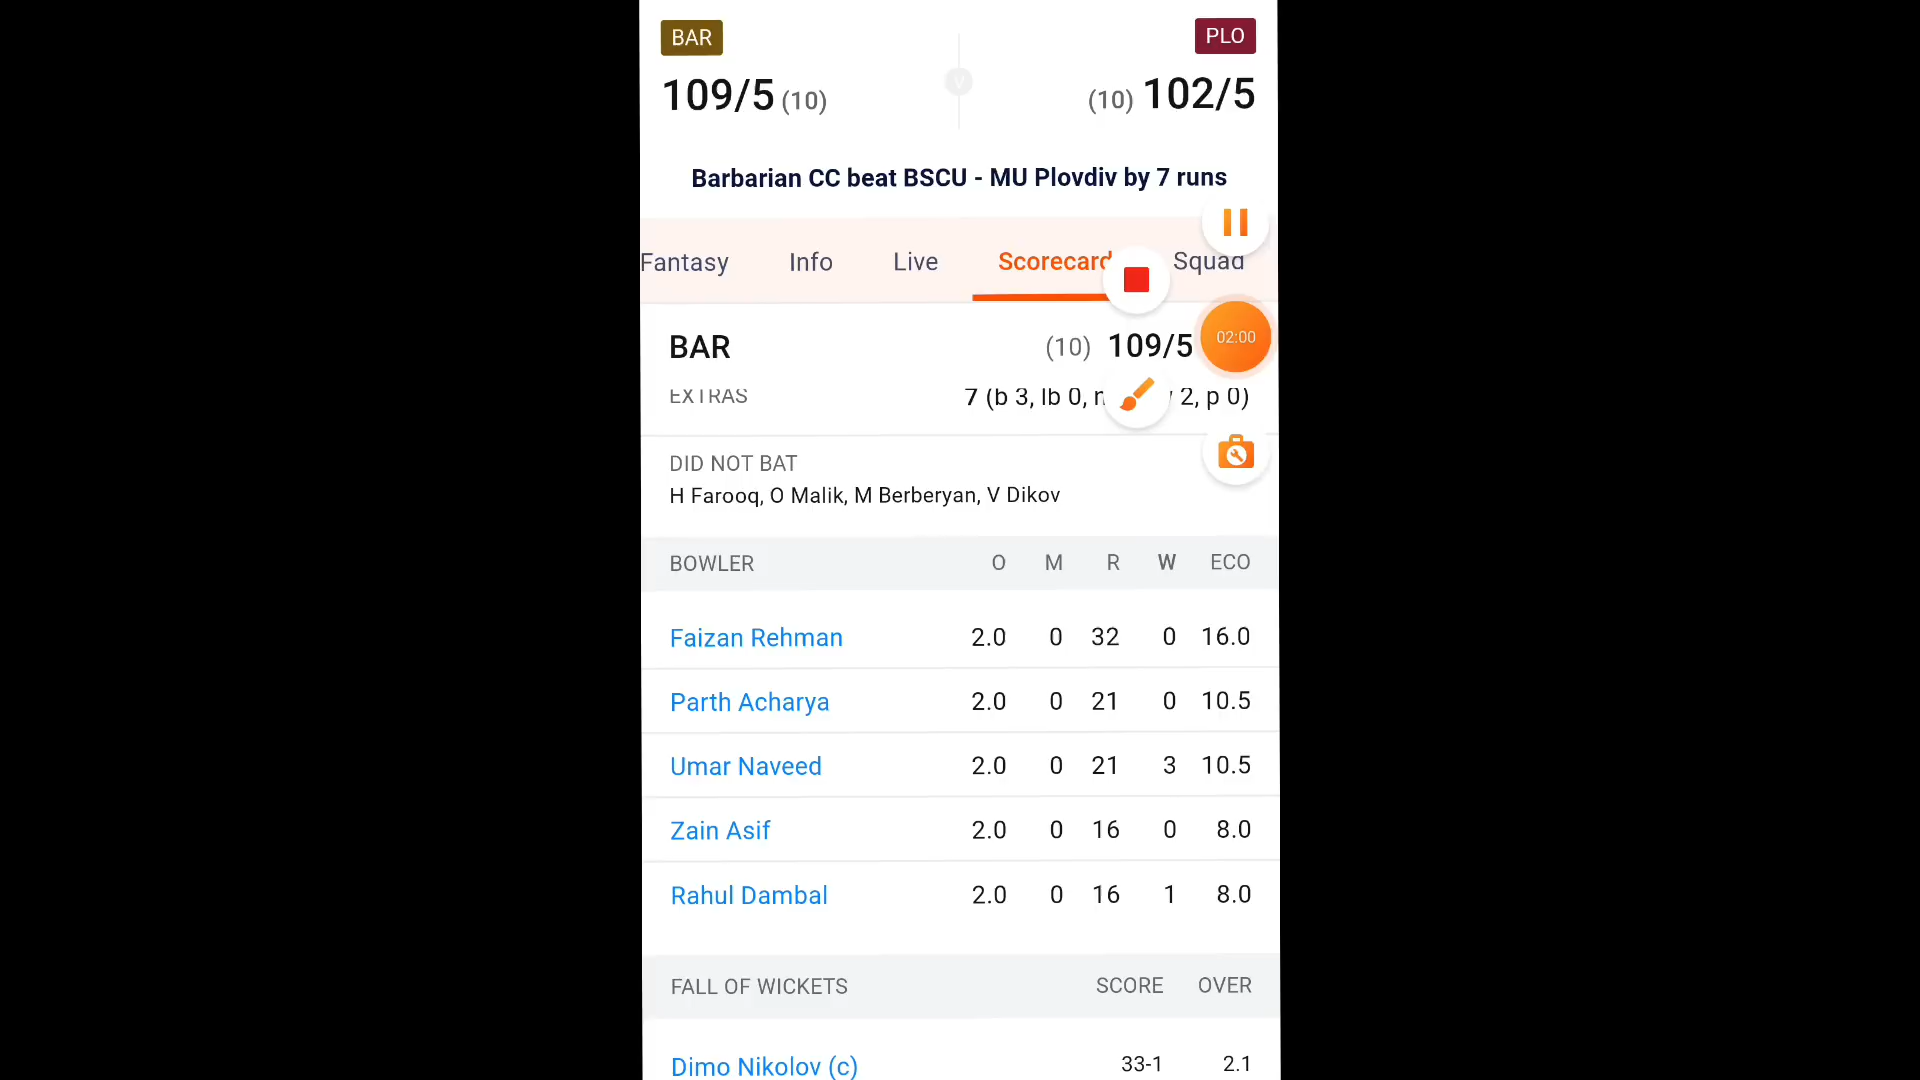 BAR PLO
109/5 (10) V (10) 102/5
Barbarian CC beat BSCU - MU Plovdiv by 7 runs
Fantasy Info Live Scorecard Squad
BAR (10) 109/5 02:00
EXTRAS 7 (b 3, lb 0, 2, p 0)
DID NOT BAT
H Farooq, O Malik, M Berberyan, V Dikov
BOWLER O M R W ECO
Faizan Rehman 2.0 0 32 0 16.0
Parth Acharya 2.0 0 21 0 10.5
Umar Naveed 2.0 0 21 3 10.5
Zain Asif 2.0 0 16 0 8.0
Rahul Dambal 2.0 0 16 1 8.0
FALL OF WICKETS SCORE OVER
Dimo Nikolov (c) 33-1 2.1